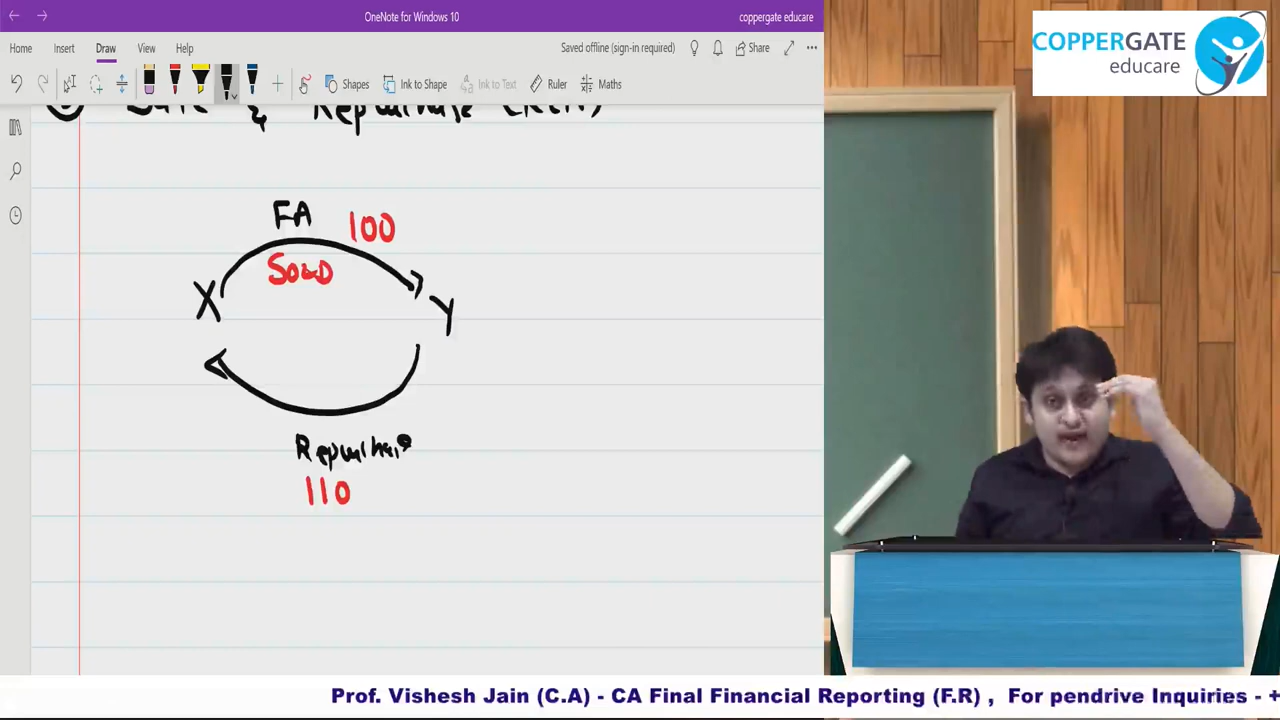 OneNote for Windows 10
coppergate educare
Home Insert Draw View Help
Saved offline (sign-in required)
Share
Shapes
Ink to Shape
Ink to Text
Ruler
Maths
COPPERGATE
educare
FA
100
SOLD
X
Y
110
Prof. Vishesh Jain (C.A) - CA Final Financial Reporting (F.R) , For pendrive Inquiries - +